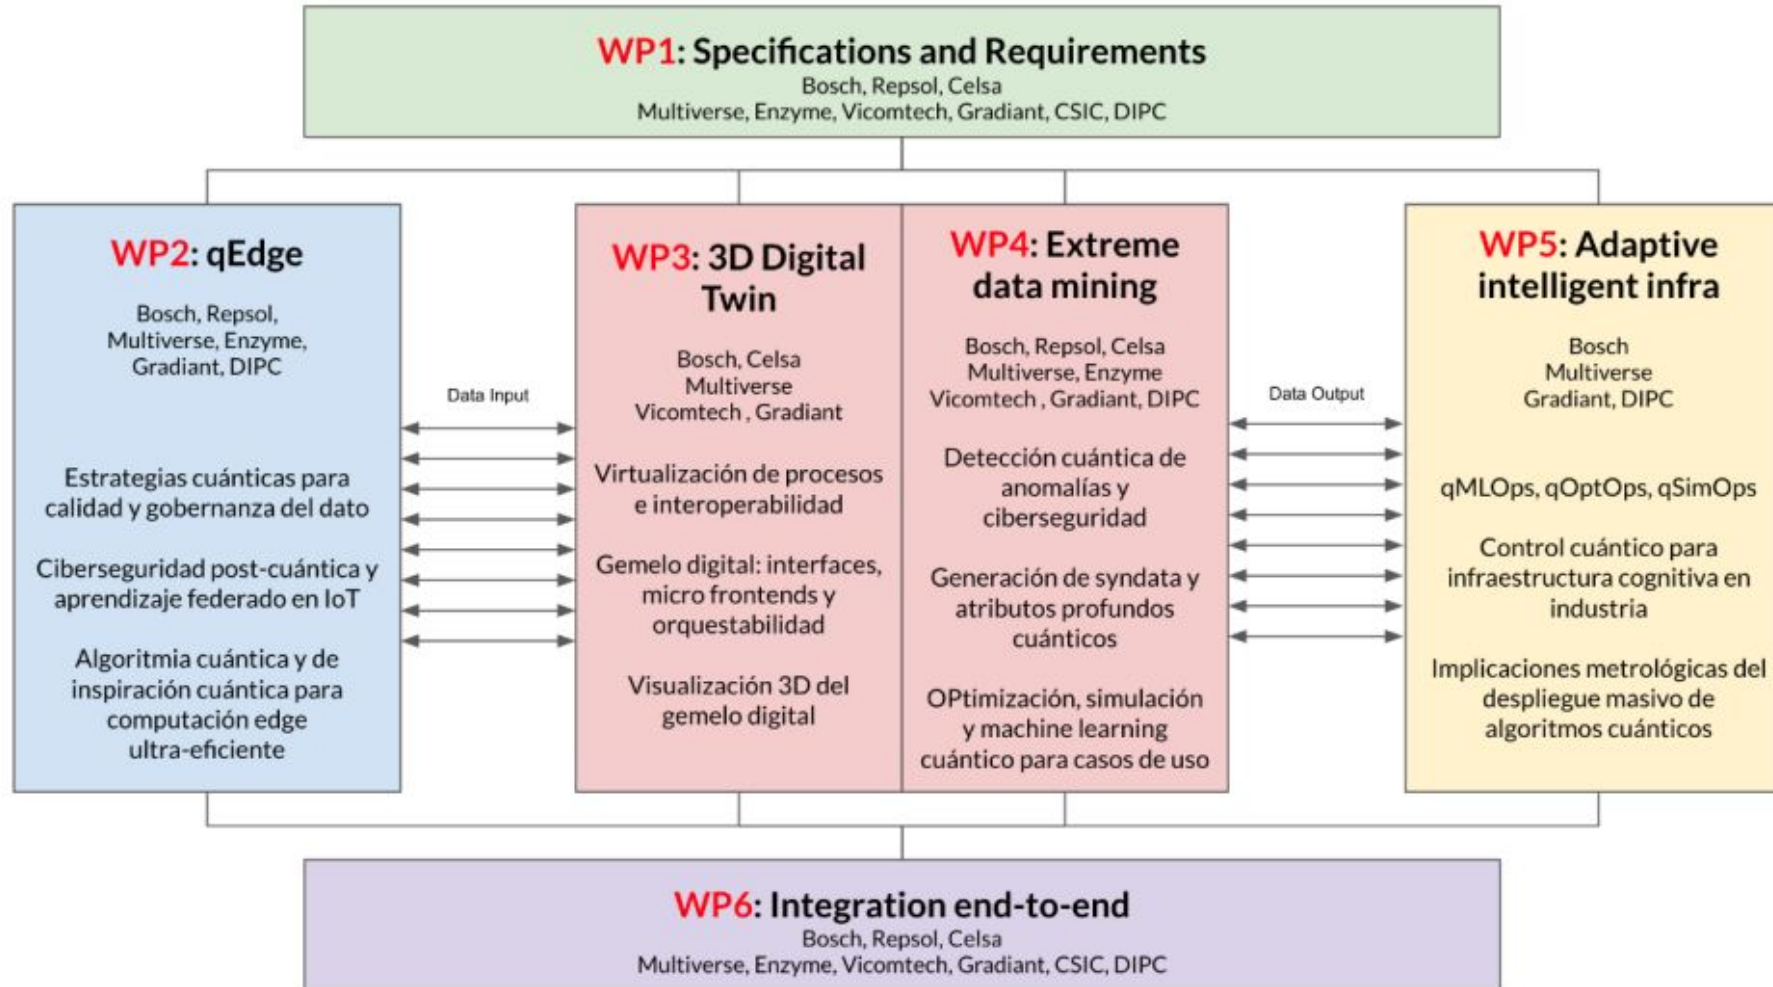 WP1: Specifications and Requirements
Bosch, Repsol, Celsa
Multiverse, Enzyme, Vicomtech, Gradiant, CSIC, DIPC
WP2: qEdge
Bosch, Repsol,
Multiverse, Enzyme,
Gradiant, DIPC
Estrategias cuánticas para
calidad y gobernanza del dato
Ciberseguridad post-cuántica y
aprendizaje federado en IoT
Algoritmia cuántica y de
inspiración cuántica para
computación edge
ultra-eficiente
Data Input
WP3: 3D Digital
Twin
Bosch, Celsa
Multiverse
Vicomtech , Gradiant
Virtualización de procesos
e interoperabilidad
Gemelo digital: interfaces,
micro frontends y
orquestabilidad
Visualización 3D del
gemelo digital
WP4: Extreme
data mining
Bosch, Repsol, Celsa
Multiverse, Enzyme
Vicomtech , Gradiant, DIPC
Detección cuántica de
anomalías y
ciberseguridad
Generación de syndata y
atributos profundos
cuánticos
OPtimización, simulación
y machine learning
cuántico para casos de uso
Data Output
WP5: Adaptive
intelligent infra
Bosch
Multiverse
Gradiant, DIPC
qMLOps, qOptOps, qSimOps
Control cuántico para
infraestructura cognitiva en
industria
Implicaciones metrológicas del
despliegue masivo de
algoritmos cuánticos
WP6: Integration end-to-end
Bosch, Repsol, Celsa
Multiverse, Enzyme, Vicomtech, Gradiant, CSIC, DIPC